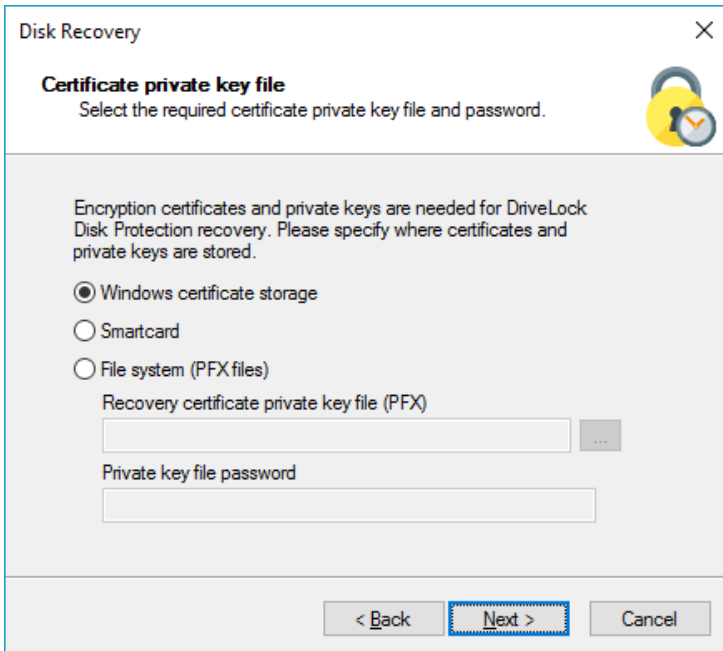 Disk Recovery
Certificate private key file
Select the required certificate private key file and password.
Encryption certificates and private keys are needed for DriveLock
Disk Protection recovery. Please specify where certificates and
private keys are stored.
Windows certificate storage
Smartcard
File system (PFX files)
Recovery certificate private key file (PFX)
...
Private key file password
< Back Next > Cancel